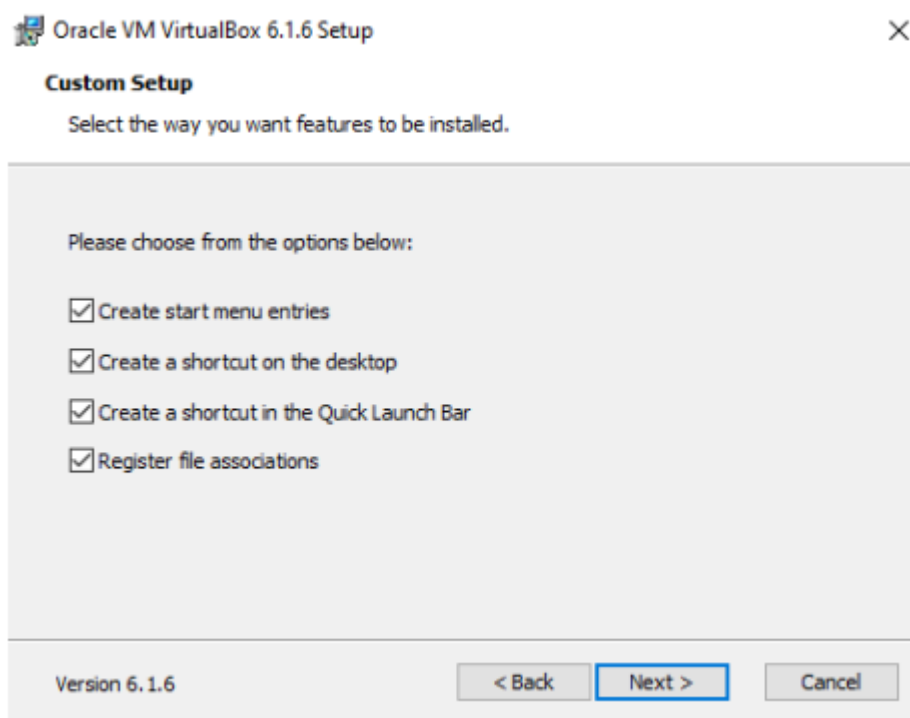 Oracle VM VirtualBox 6.1.6 Setup
Custom Setup
Select the way you want features to be installed.
Please choose from the options below:
Create start menu entries
Create a shortcut on the desktop
Create a shortcut in the Quick Launch Bar
Register file associations
Version 6.1.6
< Back
Next >
Cancel